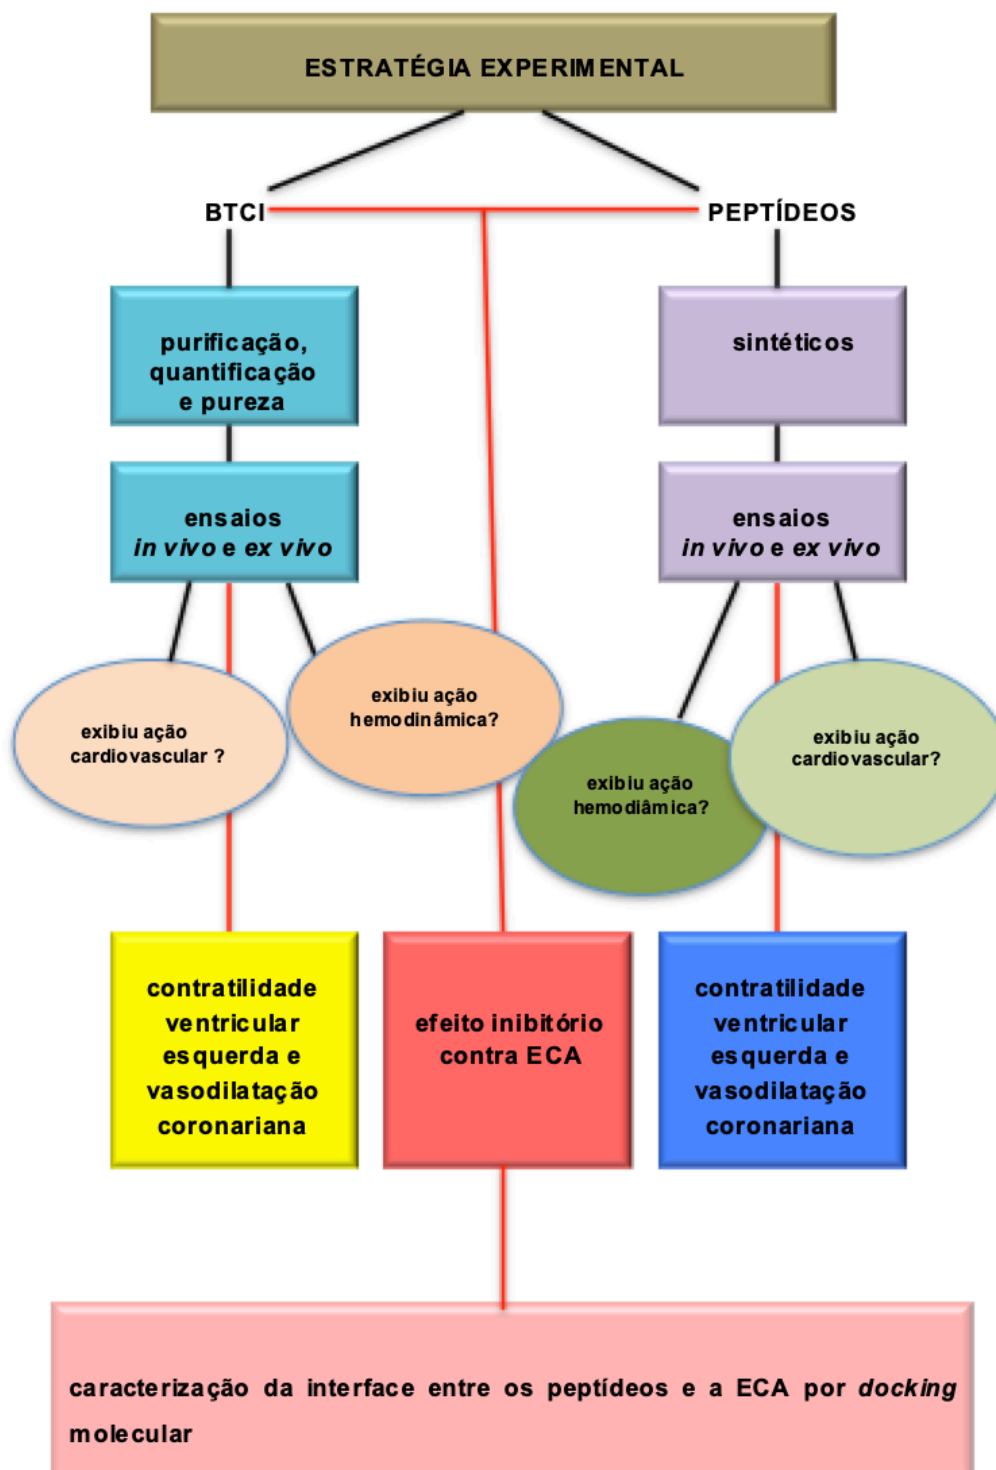 ESTRATÉGIA EXPERIMENTAL
BTCI
PEPTÍDEOS
purificação,
quantificação
e pureza
sintéticos
ensaios
in vivo e ex vivo
ensaios
in vivo e ex vivo
exibiu ação
cardiovascular ?
exibiu ação
hemodinâmica?
exibiu ação
hemodiâmica?
exibiu ação
cardiovascular?
contratilidade
ventricular
esquerda e
vasodilatação
coronariana
efeito inibitório
contra ECA
contratilidade
ventricular
esquerda e
vasodilatação
coronariana
caracterização da interface entre os peptídeos e a ECA por docking
molecular